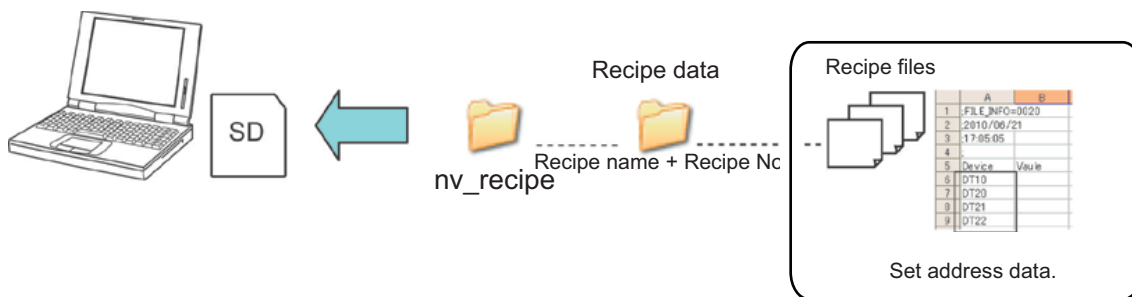 SD
nv_recipe
Recipe data
Recipe name + Recipe No
Recipe files
A B
1 ;FILE_INFO=0020
2 ;2010/06/21
3 ;17:05:05
4 ;
5 Device Vaule
6 DT10
7 DT20
8 DT21
9 DT22
Set address data.